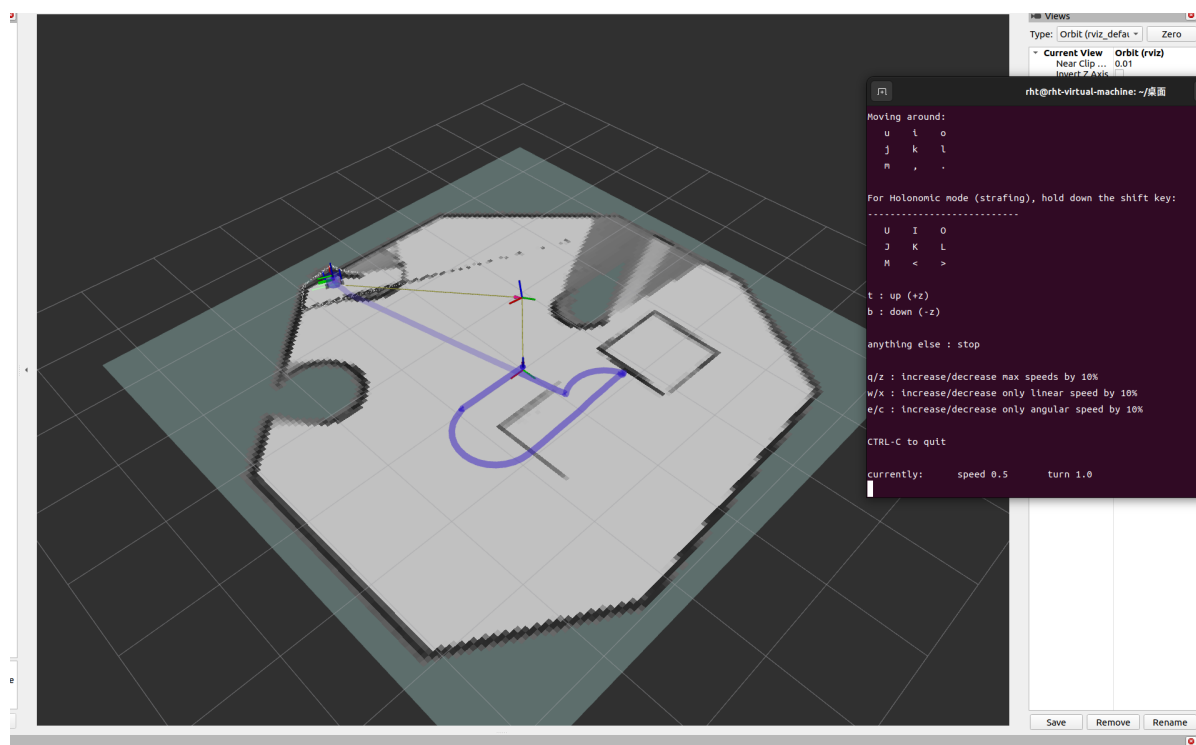 Views
Type: Orbit (rviz_defau Zero
Current View Orbit (rviz)
Near Clip ... 0.01
Invert Z Axis
rht@rht-virtual-machine: ~/桌面
Moving around:
u i o
j k l
m , .
For Holonomic mode (strafing), hold down the shift key:
---------------------------
U I O
J K L
M < >
t : up (+z)
b : down (-z)
anything else : stop
q/z : increase/decrease max speeds by 10%
w/x : increase/decrease only linear speed by 10%
e/c : increase/decrease only angular speed by 10%
CTRL-C to quit
currently: speed 0.5 turn 1.0
e
Save Remove Rename